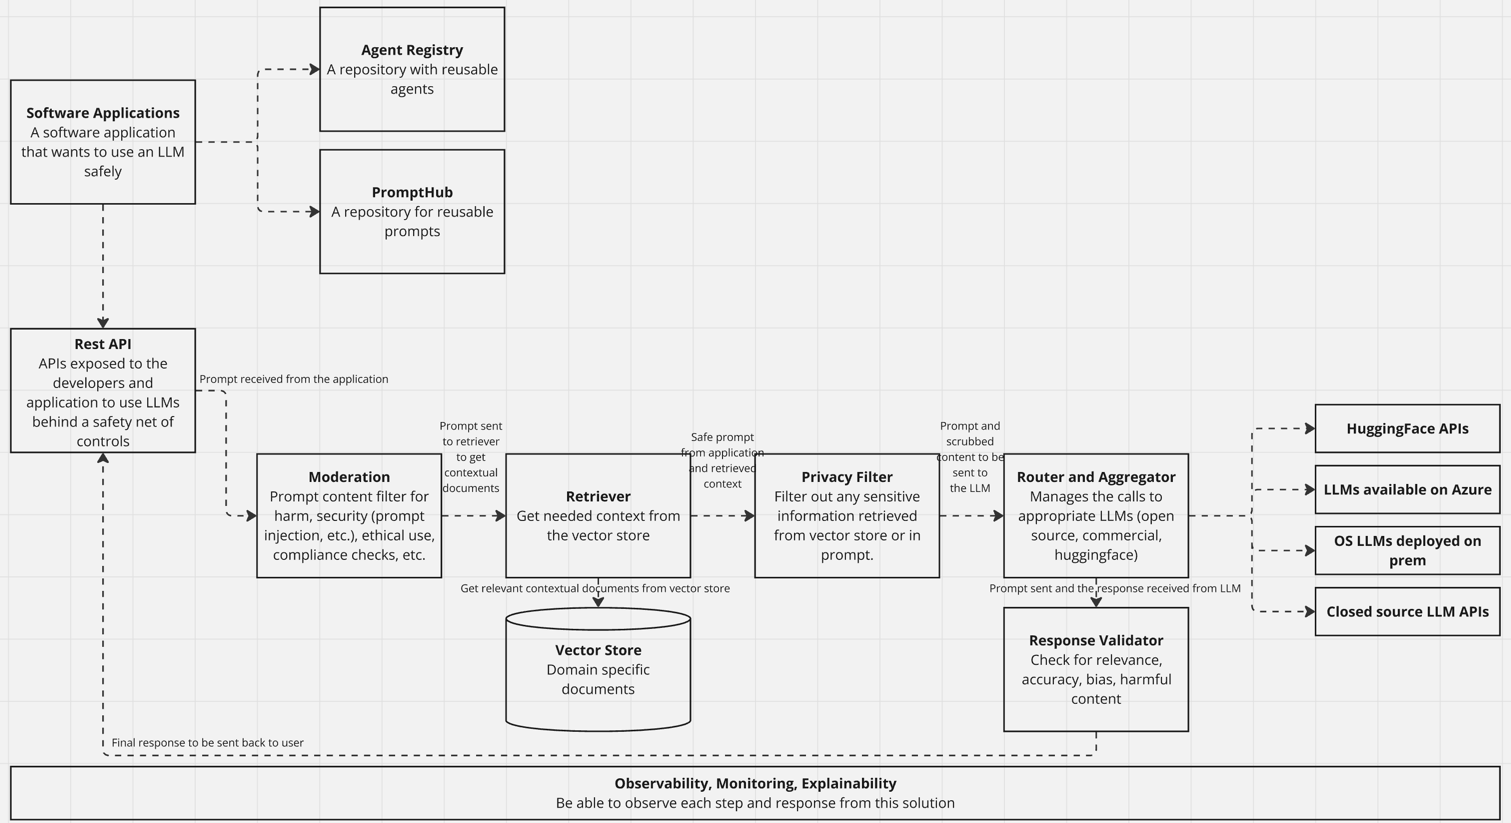 Agent Registry
A repository with reusable
agents
Software Applications
A software application
that wants to use an LLM
safely
PromptHub
A repository for reusable
prompts
Rest API
APIs exposed to the
developers and
application to use LLMs
behind a safety net of
controls
Prompt received from the application
Moderation
Prompt content filter for
harm, security (prompt
injection, etc.), ethical use,
compliance checks, etc.
Prompt sent
to retriever
to get
contextual
documents
Retriever
Get needed context from
the vector store
Safe prompt
from application
and retrieved
context
Privacy Filter
Filter out any sensitive
information retrieved
from vector store or in
prompt.
Prompt and
scrubbed
content to be
sent to
the LLM
Router and Aggregator
Manages the calls to
appropriate LLMs (open
source, commercial,
huggingface)
HuggingFace APIs
LLMs available on Azure
OS LLMs deployed on
prem
Closed source LLM APIs
Get relevant contextual documents from vector store
Vector Store
Domain specific
documents
Prompt sent and the response received from LLM
Response Validator
Check for relevance,
accuracy, bias, harmful
content
Final response to be sent back to user
Observability, Monitoring, Explainability
Be able to observe each step and response from this solution